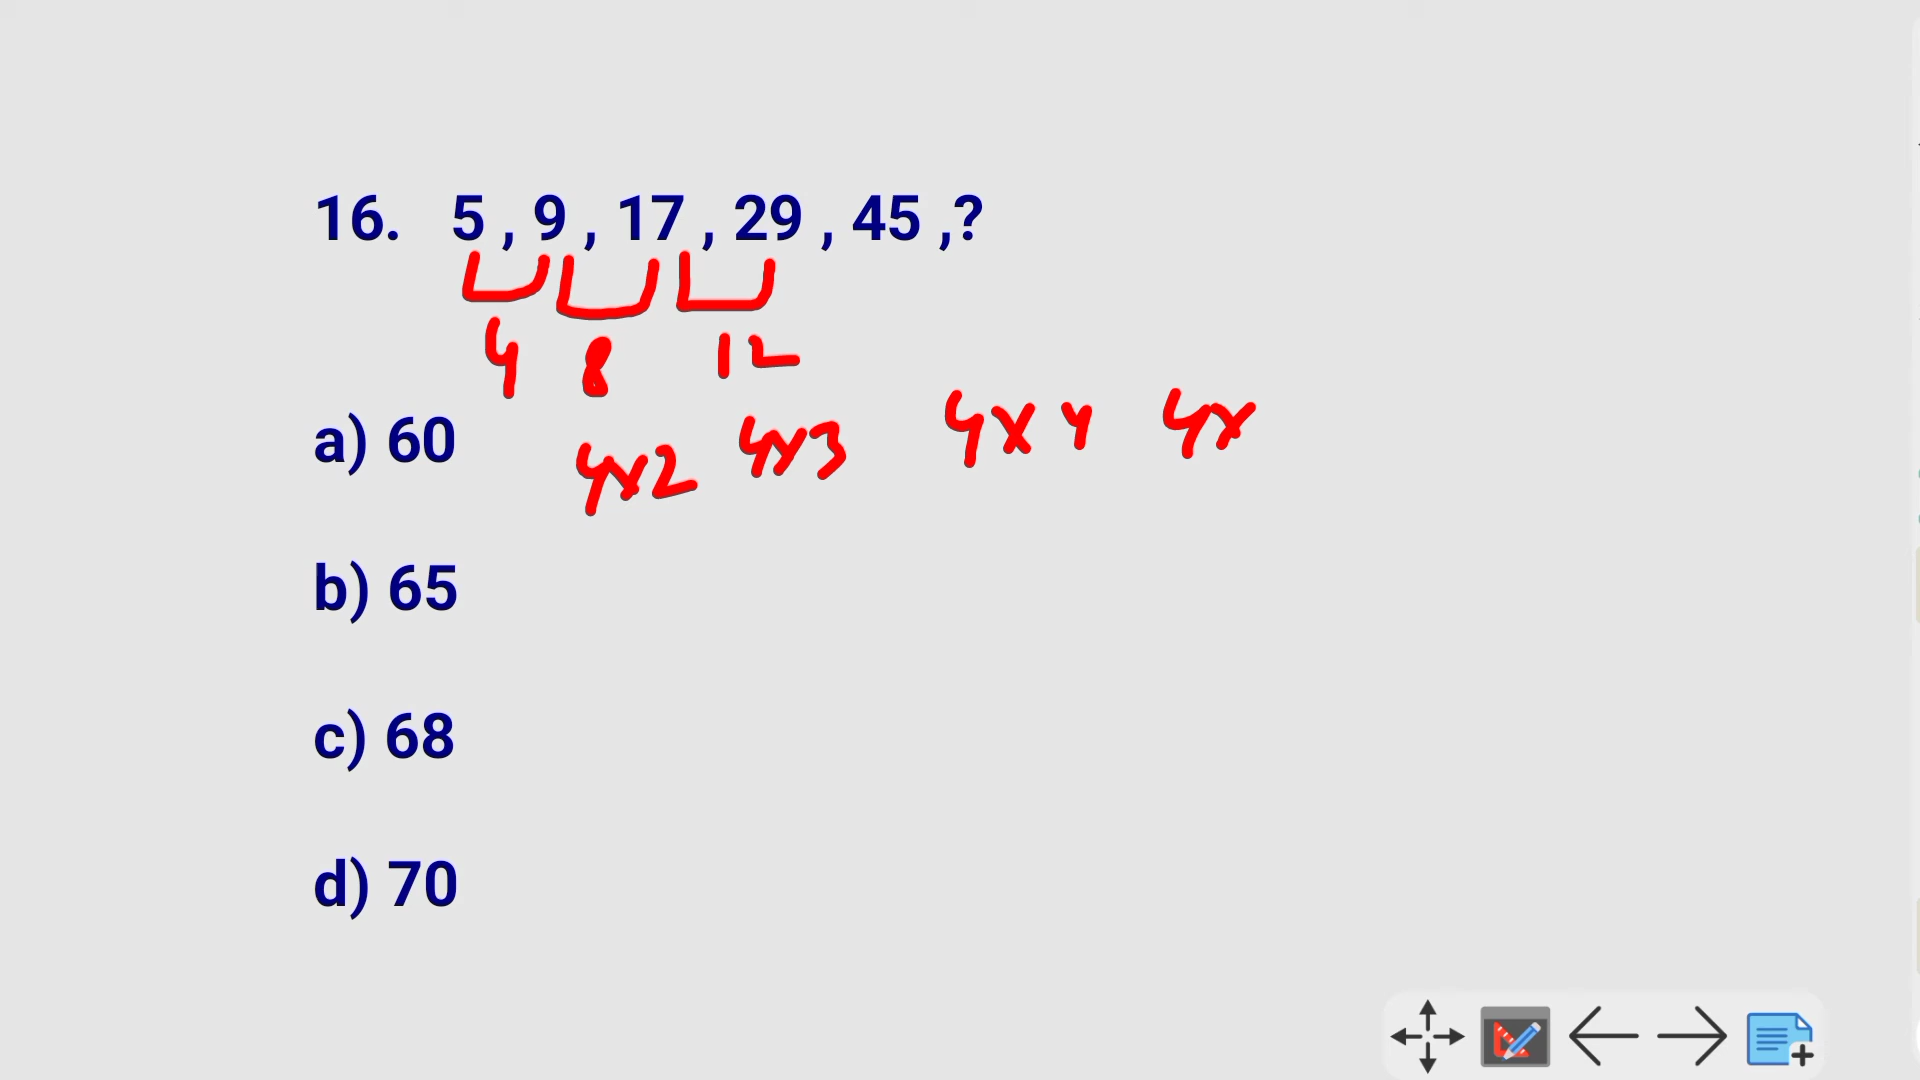 16. 5 , 9 , 17 , 29 , 45 ,?
4 8 12
a) 60
4x2 4x3 4x4 4x
b) 65
c) 68
d) 70